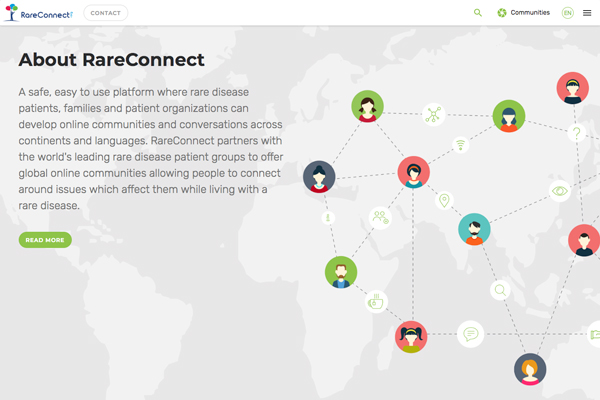 RareConnect
CONTACT
Communities
EN
About RareConnect
A safe, easy to use platform where rare disease
patients, families and patient organizations can
develop online communities and conversations across
continents and languages. RareConnect partners with
the world's leading rare disease patient groups to offer
global online communities allowing people to connect
around issues which affect them while living with a
rare disease.
READ MORE